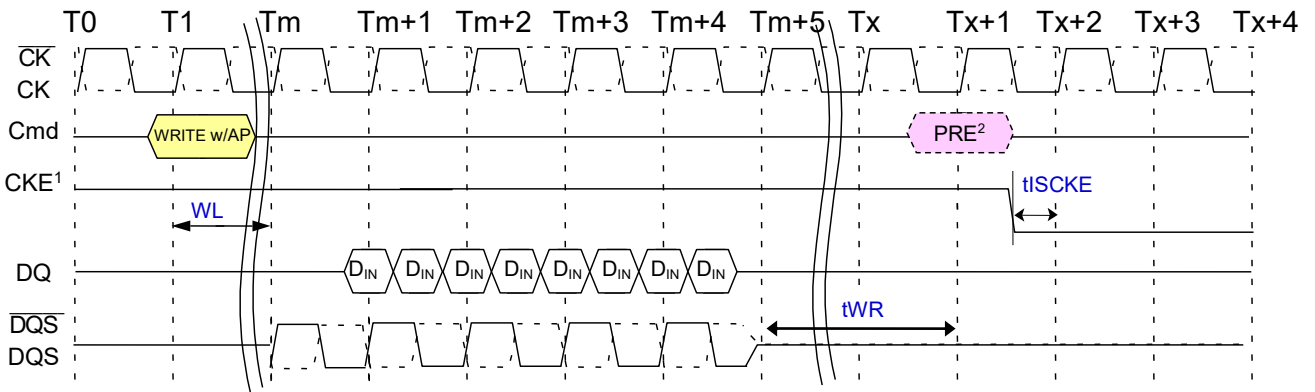 T0 T1 Tm Tm+1 Tm+2 Tm+3 Tm+4 Tm+5 Tx Tx+1 Tx+2 Tx+3 Tx+4
CK
CK
Cmd WRITE w/AP PRE²
CKE¹ tISCKE
WL
DQ DIN DIN DIN DIN DIN DIN DIN DIN
tWR
DQS
DQS